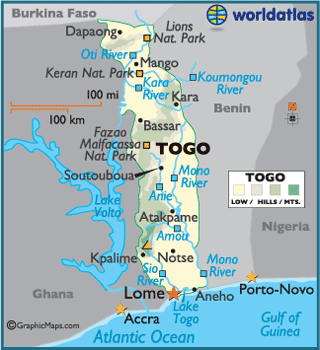 Burkina Faso
worldatlas
Lions
Nat. Park
Dapaong
Oti River
Mango
Keran Nat. Park
Koumongou
River
Kara
River
Kara
100 mi
100 km
Benin
Bassar
Fazao
Malfacassa
Nat. Park
TOGO
Soutouboua
Mono
River
Anie
Lake
Volta
TOGO
LOW / HILLS / MTS.
Atakpame
Amou
Nigeria
Kpalime
Notse
Mono
River
Sio
River
Ghana
Lome
Aneho
Porto-Novo
Lake
Togo
Accra
Gulf of
Guinea
Atlantic Ocean
©GraphicMaps.com